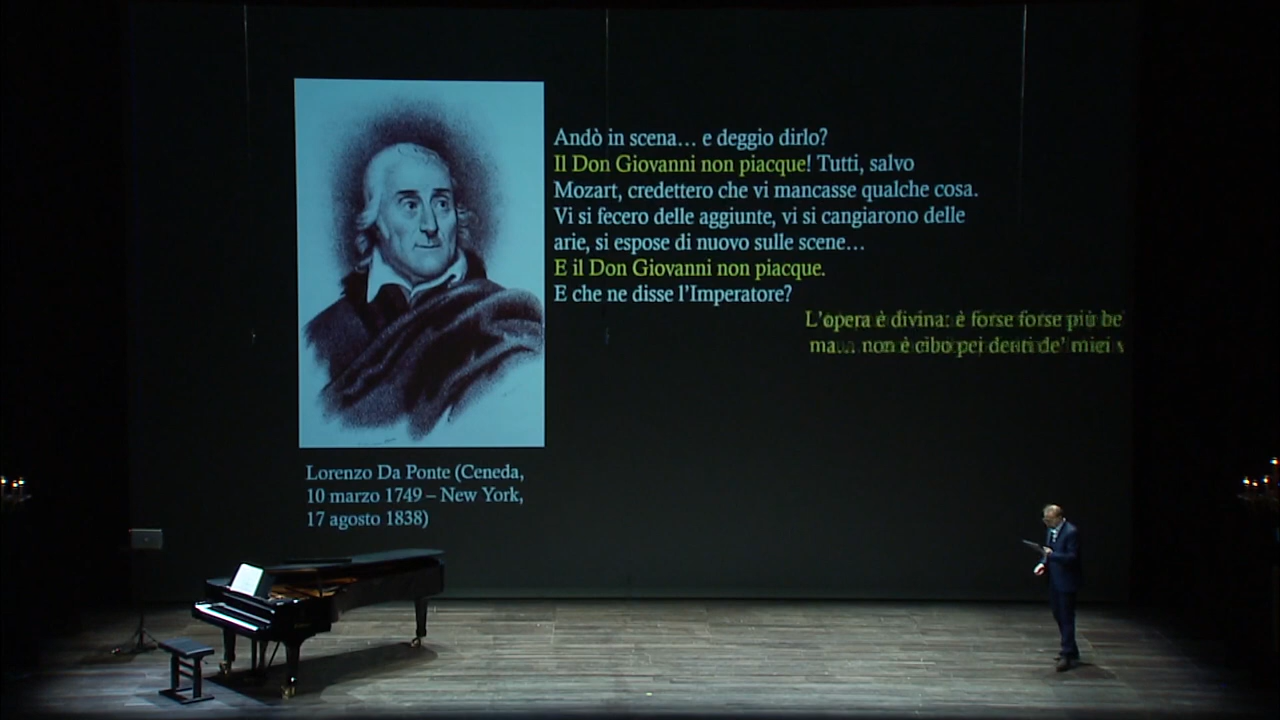 Andò in scena… e deggio dirlo?
Il Don Giovanni non piacque! Tutti, salvo
Mozart, credettero che vi mancasse qualche cosa.
Vi si fecero delle aggiunte, vi si cangiarono delle
arie, si espose di nuovo sulle scene…
E il Don Giovanni non piacque.
E che ne disse l’Imperatore?
L’opera è divina: è forse forse più be
ma… non è cibo pei denti de’ miei
Lorenzo Da Ponte (Ceneda,
10 marzo 1749 – New York,
17 agosto 1838)